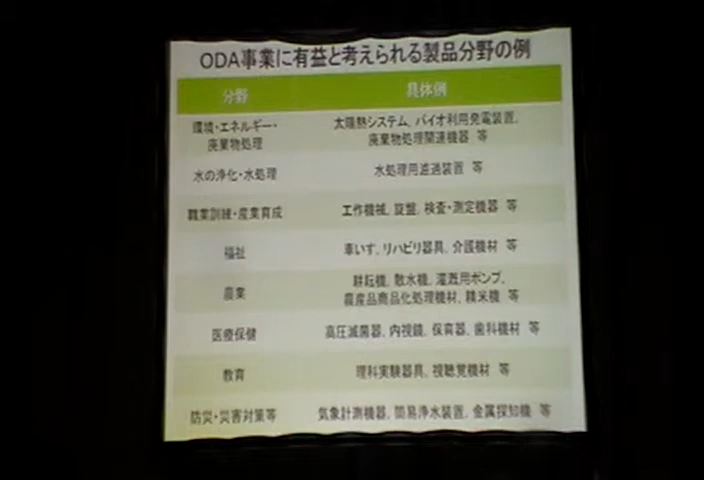 ODA事業に有益と考えられる製品分野の例
分野 具体例
環境・エネルギー・
廃棄物処理
太陽熱システム、バイオ利用発電装置、
廃棄物処理関連機器 等
水の浄化・水処理 水処理用濾過装置 等
職業訓練・産業育成 工作機械、旋盤、検査・測定機器 等
福祉 車いす、リハビリ器具、介護機材 等
農業
耕耘機、散水機、灌漑用ポンプ、
農産品商品化処理機材、精米機 等
医療保健 高圧滅菌器、内視鏡、保育器、歯科機材 等
教育 理科実験器具、視聴覚機材 等
防災・災害対策等 気象計測機器、簡易浄水装置、金属探知機 等